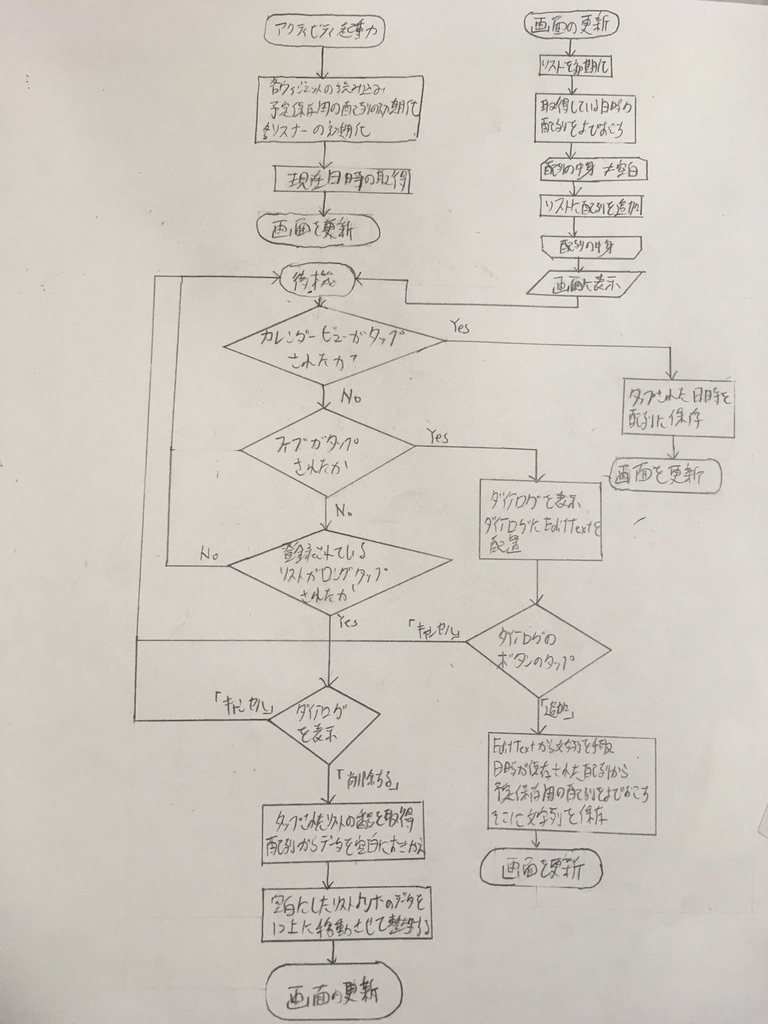 アクティビティ起動
各ウィジェットの読み込み
予定保存用の配列の初期化
各リスナーの初期化
現在日時の取得
画面を更新
画面の更新
リストを初期化
取得している日時の
配列をよびおこす
配列の中身 ≠空白
リストに配列を追加
配列の中身
画面に表示
待機
カレンダービューがタップ
されたか?
Yes
No
タップされた日時を
配列に保存
画面を更新
ファブがタップ
されたか
Yes
No
ダイアログを表示
ダイアログにEditTextを
配置
登録されている
リストがロングタップ
されたか
No
Yes
ダイアログの
ボタンのタップ
「キャンセル」
「追加」
ダイアログ
を表示
「キャンセル」
「削除する」
EditTextから文字列を
日時が保存された配列から
予定保存用の配列をよびおこし
そこに文字列を保存
画面を更新
タップされたリストの番号を取得
配列からデータを空白におきかえ
空白にしたリストよりのデータを
1つ上に移動させて整頓する
画面の更新